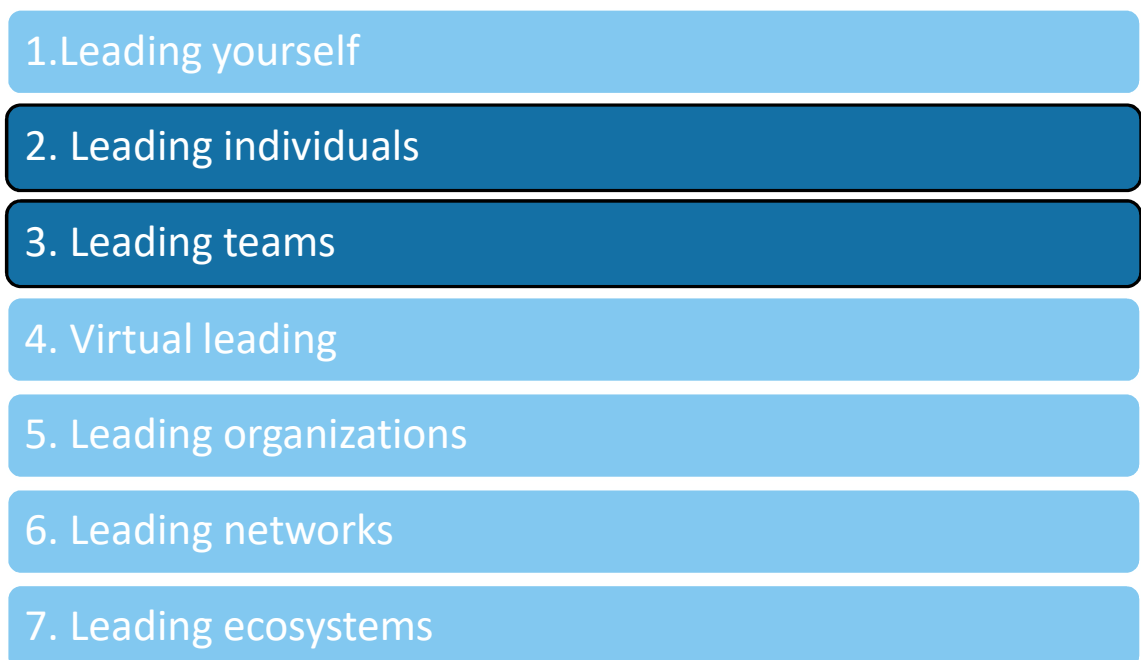 1.Leading yourself
2. Leading individuals
3. Leading teams
4. Virtual leading
5. Leading organizations
6. Leading networks
7. Leading ecosystems